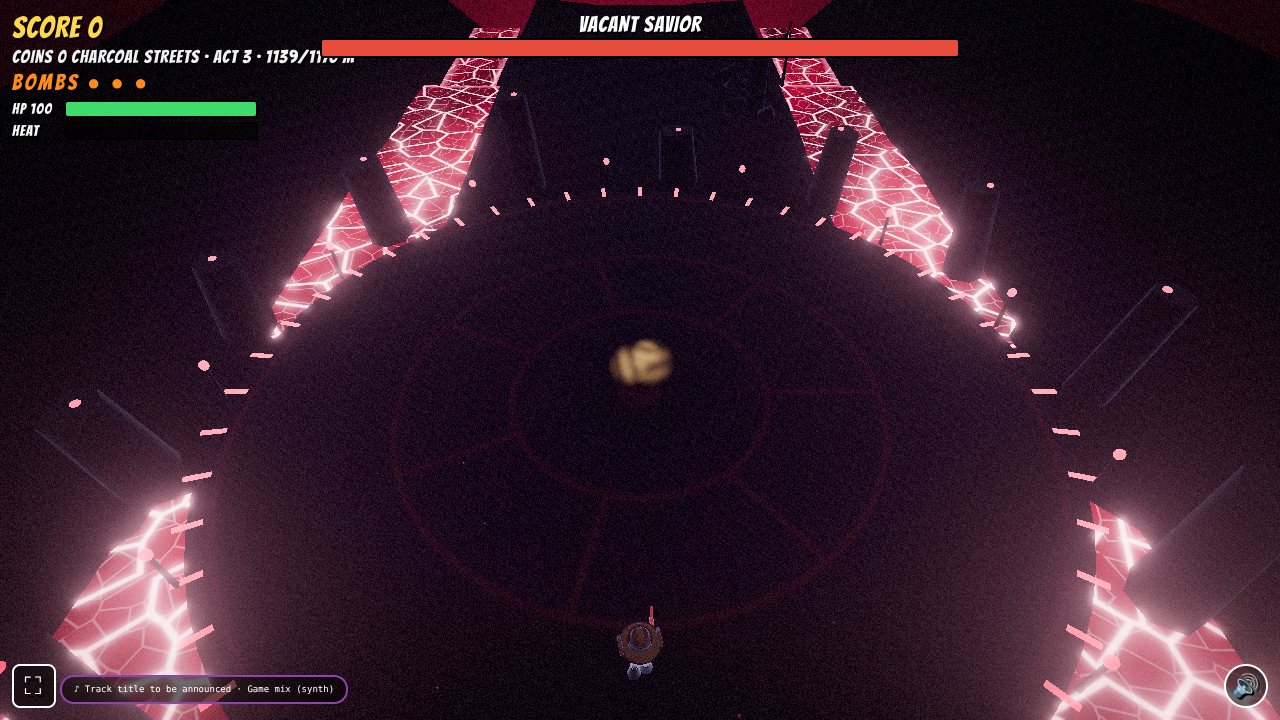 SCORE 0
VACANT SAVIOR
COINS 0 CHARCOAL STREETS · ACT 3 · 1139/1170 M
BOMBS
HP 100
HEAT
♪ Track title to be announced · Game mix (synth)